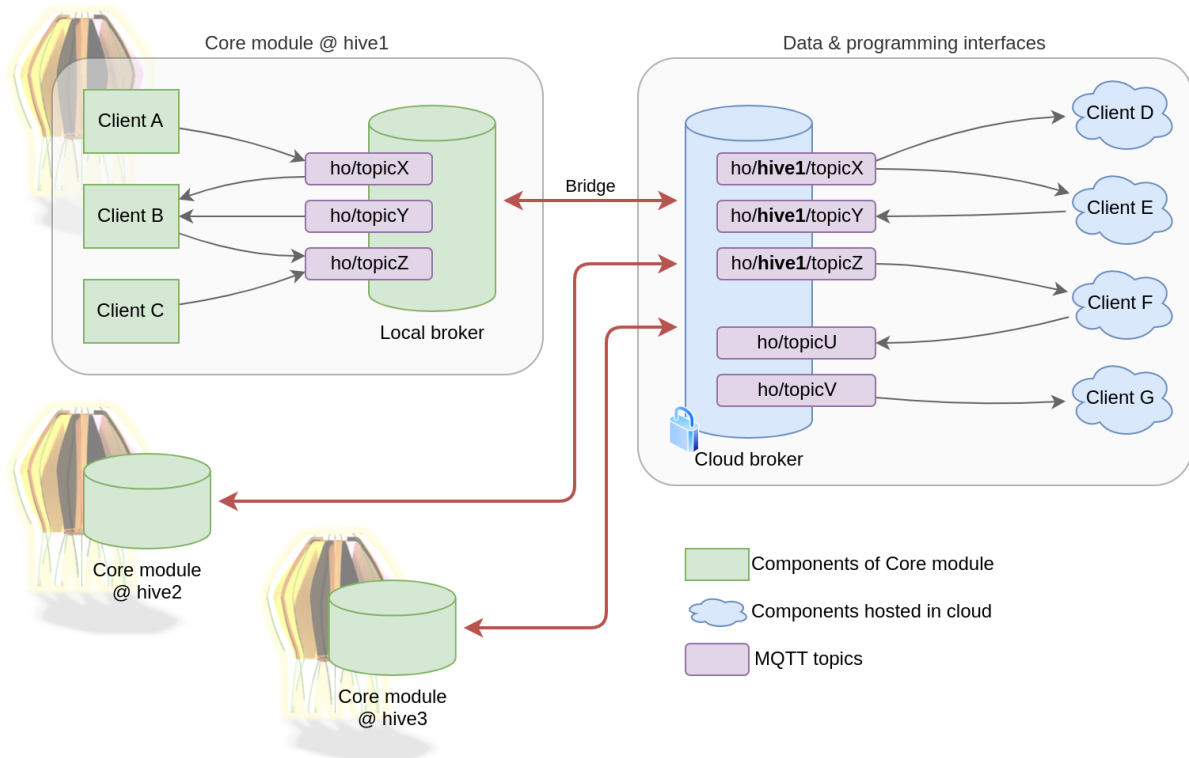 Core module @ hive1
Data & programming interfaces
Client A
Client B
Client C
ho/topicX
ho/topicY
ho/topicZ
Local broker
Bridge
ho/hive1/topicX
ho/hive1/topicY
ho/hive1/topicZ
ho/topicU
ho/topicV
Cloud broker
Client D
Client E
Client F
Client G
Core module
@ hive2
Core module
@ hive3
Components of Core module
Components hosted in cloud
MQTT topics